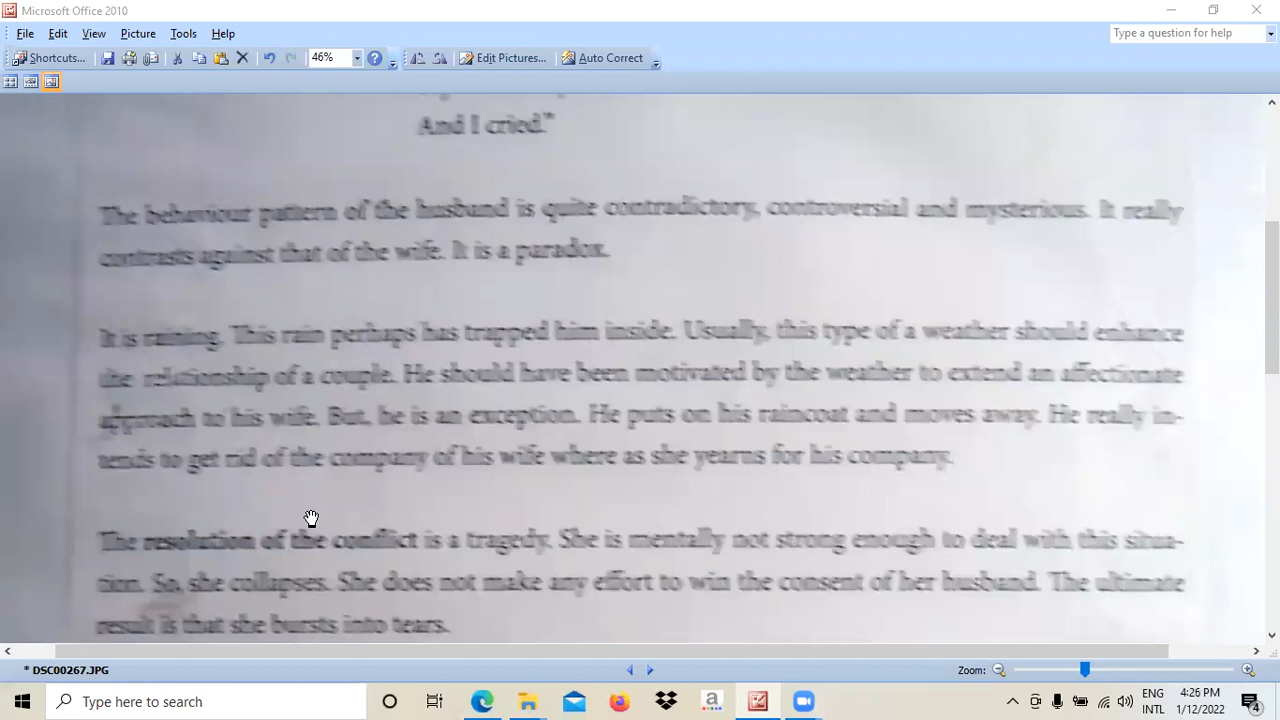 Microsoft Office 2010
File Edit View Picture Tools Help
Type a question for help
Shortcuts... 46% Edit Pictures... Auto Correct
And I cried."
The behaviour pattern of the husband is quite contradictory, controversial and mysterious. It really
contrasts against that of the wife. It is a paradox.
It is raining. This rain perhaps has trapped him inside. Usually, this type of a weather should enhance
the relationship of a couple. He should have been motivated by the weather to extend an affectionate
approach to his wife. But, he is an exception. He puts on his raincoat and moves away. He really in-
tends to get rid of the company of his wife where as she yearns for his company.
The resolution of the conflict is a tragedy. She is mentally not strong enough to deal with this situa-
tion. So, she collapses. She does not make any effort to win the consent of her husband. The ultimate
result is that she bursts into tears.
* DSC00267.JPG
Zoom:
Type here to search
ENG
INTL
4:26 PM
1/12/2022
4